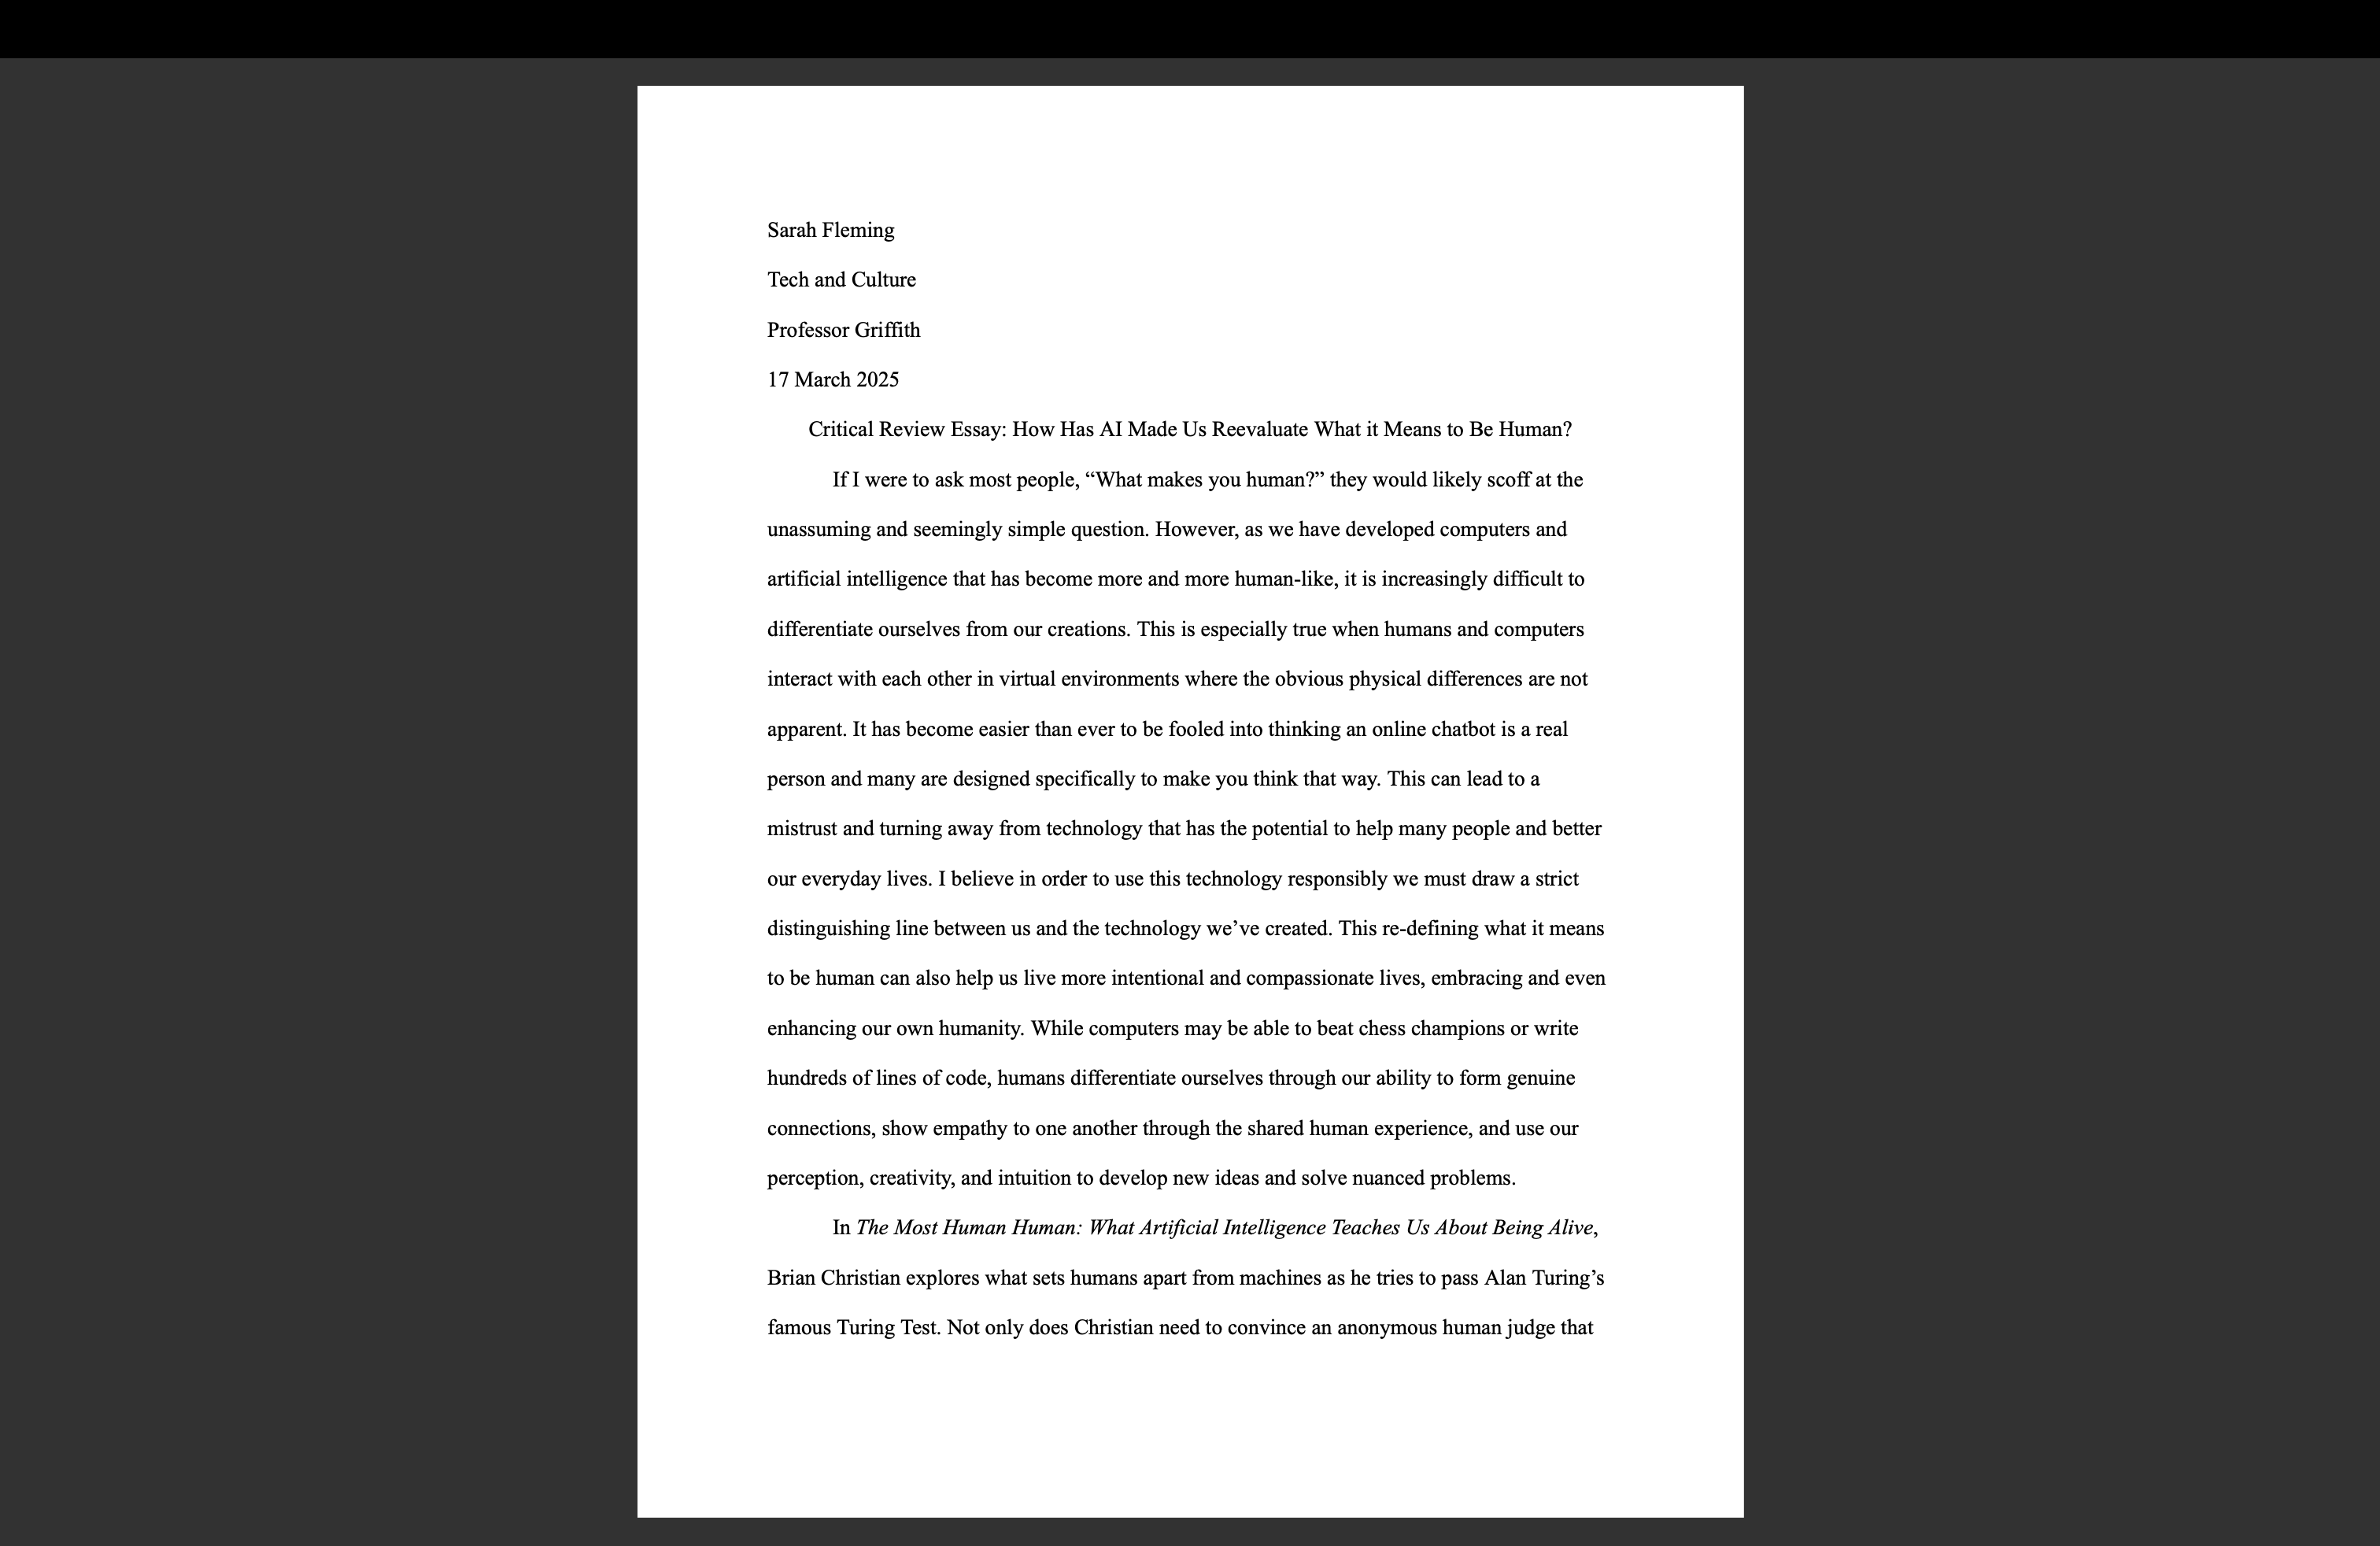 Sarah Fleming
Tech and Culture
Professor Griffith
17 March 2025
Critical Review Essay: How Has AI Made Us Reevaluate What it Means to Be Human?
If I were to ask most people, “What makes you human?” they would likely scoff at the
unassuming and seemingly simple question. However, as we have developed computers and
artificial intelligence that has become more and more human-like, it is increasingly difficult to
differentiate ourselves from our creations. This is especially true when humans and computers
interact with each other in virtual environments where the obvious physical differences are not
apparent. It has become easier than ever to be fooled into thinking an online chatbot is a real
person and many are designed specifically to make you think that way. This can lead to a
mistrust and turning away from technology that has the potential to help many people and better
our everyday lives. I believe in order to use this technology responsibly we must draw a strict
distinguishing line between us and the technology we’ve created. This re-defining what it means
to be human can also help us live more intentional and compassionate lives, embracing and even
enhancing our own humanity. While computers may be able to beat chess champions or write
hundreds of lines of code, humans differentiate ourselves through our ability to form genuine
connections, show empathy to one another through the shared human experience, and use our
perception, creativity, and intuition to develop new ideas and solve nuanced problems.
In The Most Human Human: What Artificial Intelligence Teaches Us About Being Alive,
Brian Christian explores what sets humans apart from machines as he tries to pass Alan Turing’s
famous Turing Test. Not only does Christian need to convince an anonymous human judge that